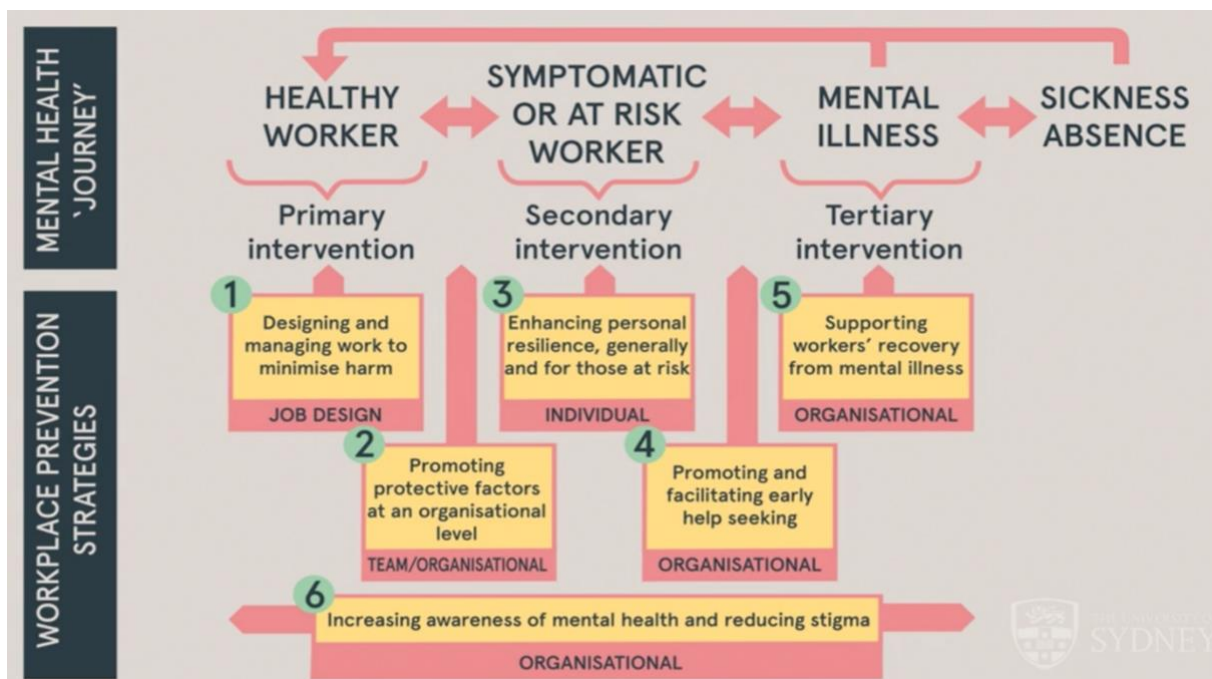 MENTAL HEALTH
'JOURNEY'
HEALTHY
WORKER
SYMPTOMATIC
OR AT RISK
WORKER
MENTAL
ILLNESS
SICKNESS
ABSENCE
Primary
intervention
Secondary
intervention
Tertiary
intervention
WORKPLACE PREVENTION
STRATEGIES
1
Designing and
managing work to
minimise harm
JOB DESIGN
3
Enhancing personal
resilience, generally
and for those at risk
INDIVIDUAL
5
Supporting
workers' recovery
from mental illness
ORGANISATIONAL
2
Promoting
protective factors
at an organisational
level
TEAM/ORGANISATIONAL
4
Promoting and
facilitating early
help seeking
ORGANISATIONAL
6
Increasing awareness of mental health and reducing stigma
ORGANISATIONAL
SYDNEY